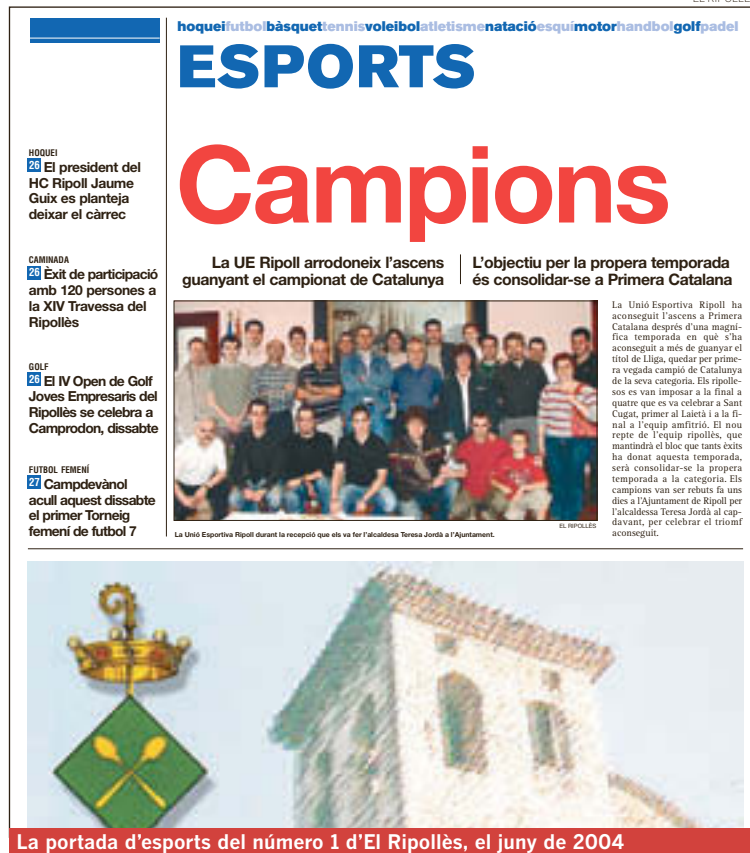 hoqueifutbolbàsquettennisvoleibolatletismenatacióesquimotorhandbolgolfpadel
ESPORTS
HOQUEI
26 El president del
HC Ripoll Jaume
Guix es planteja
deixar el càrrec
CAMINADA
26 Èxit de participació
amb 120 persones a
la XIV Travessa del
Ripollès
GOLF
26 El IV Open de Golf
Joves Empresaris del
Ripollès se celebra a
Camprodon, dissabte
FUTBOL FEMENÍ
27 Campdevànol
acull aquest dissabte
el primer Torneig
femení de futbol 7
Campions
La UE Ripoll arrodoneix l'ascens
guanyant el campionat de Catalunya
L'objectiu per la propera temporada
és consolidar-se a Primera Catalana
La Unió Esportiva Ripoll ha
aconseguit l'ascens a Primera
Catalana després d'una magní-
fica temporada en què s'ha
aconseguit a més de guanyar el
títol de Lliga, quedar per prime-
ra vegada campió de Catalunya
de la seva categoria. Els ripolle-
sos es van imposar a la final a
quatre que es va celebrar a Sant
Cugat, primer al Laietà i a la fi-
nal a l'equip amfitrió. El nou
repte de l'equip ripollès, que
mantindrà el bloc que tants èxits
ha donat aquesta temporada,
serà consolidar-se la propera
temporada a la categoria. Els
campions van ser rebuts fa uns
dies a l'Ajuntament de Ripoll per
l'alcaldessa Teresa Jordà al cap-
davant, per celebrar el triomf
aconseguit.
EL RIPOLLÈS
La Unió Esportiva Ripoll durant la recepció que els va fer l'alcaldesa Teresa Jordà a l'Ajuntament.
La portada d'esports del número 1 d'El Ripollès, el juny de 2004